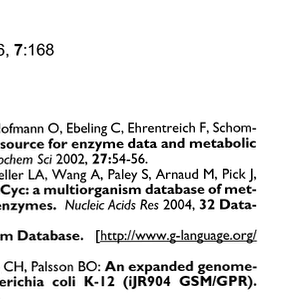 6, 7:168
ofmann O, Ebeling C, Ehrentreich F, Schom-
source for enzyme data and metabolic
ochem Sci 2002, 27:54-56.
eller LA, Wang A, Paley S, Arnaud M, Pick J,
Cyc: a multiorganism database of met-
enzymes. Nucleic Acids Res 2004, 32 Data-
m Database. [http://www.g-language.org/
CH, Palsson BO: An expanded genome-
erichia coli K-12 (iJR904 GSM/GPR).